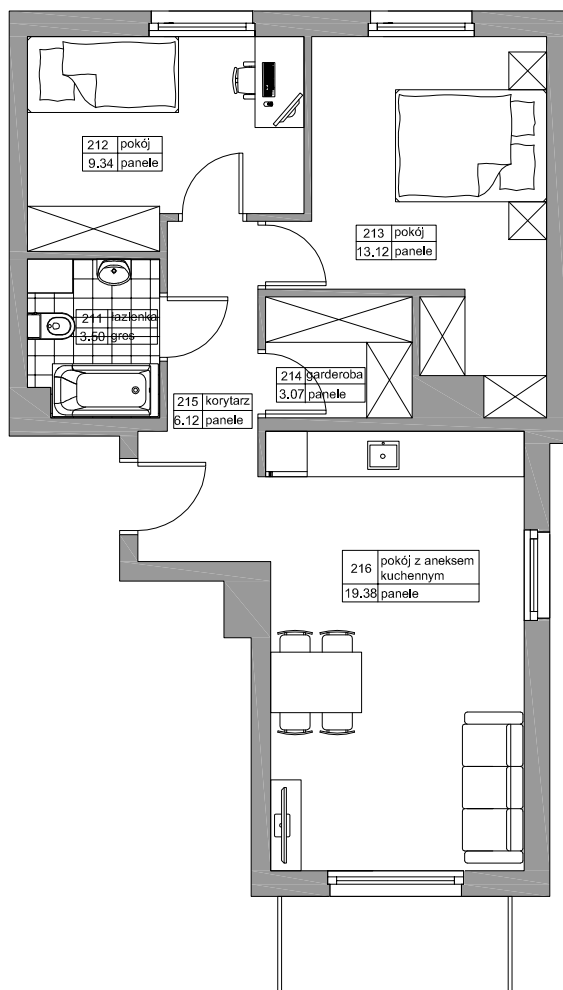 212 pokój
9.34 panele
213 pokój
13.12 panele
211 łazienka
3.50 gres
214 garderoba
3.07 panele
215 korytarz
6.12 panele
216 pokój z aneksem
kuchennym
19.38 panele